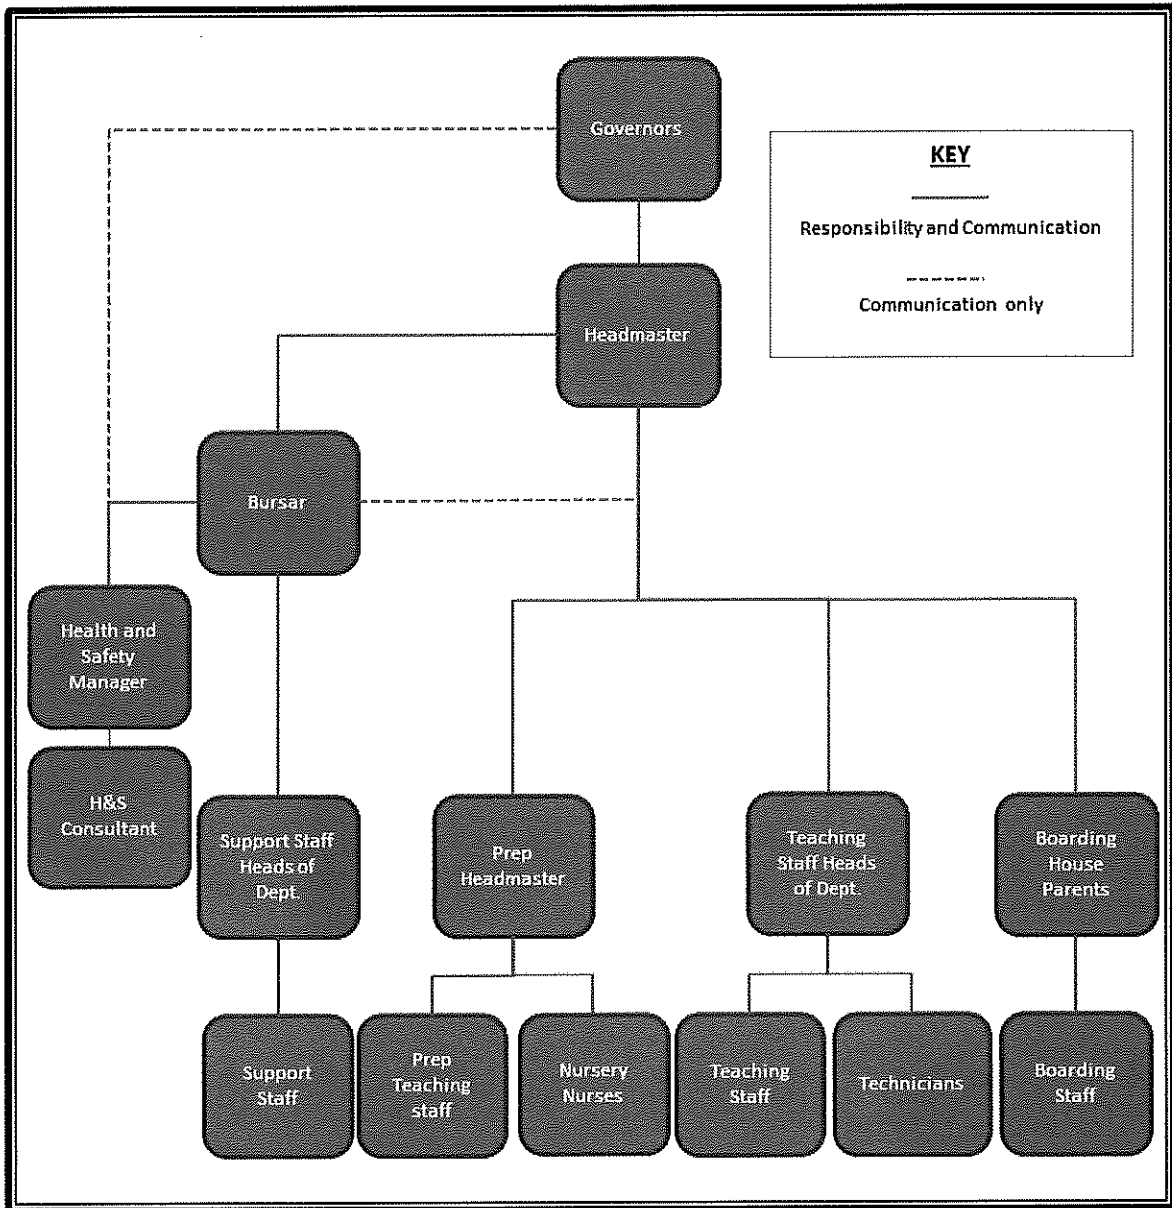 Governors
KEY
Responsibility and Communication
Communication only
Headmaster
Bursar
Health and
Safety
Manager
H&S
Consultant
Support Staff
Heads of
Dept.
Prep
Headmaster
Teaching
Staff Heads
of Dept.
Boarding
House
Parents
Support
Staff
Prep
Teaching
staff
Nursery
Nurses
Teaching
Staff
Technicians
Boarding
Staff